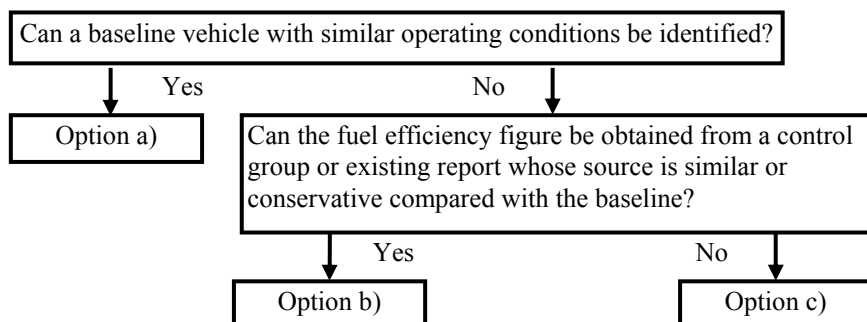 Can a baseline vehicle with similar operating conditions be identified?
Yes
No
Option a)
Can the fuel efficiency figure be obtained from a control
group or existing report whose source is similar or
conservative compared with the baseline?
Yes
No
Option b)
Option c)